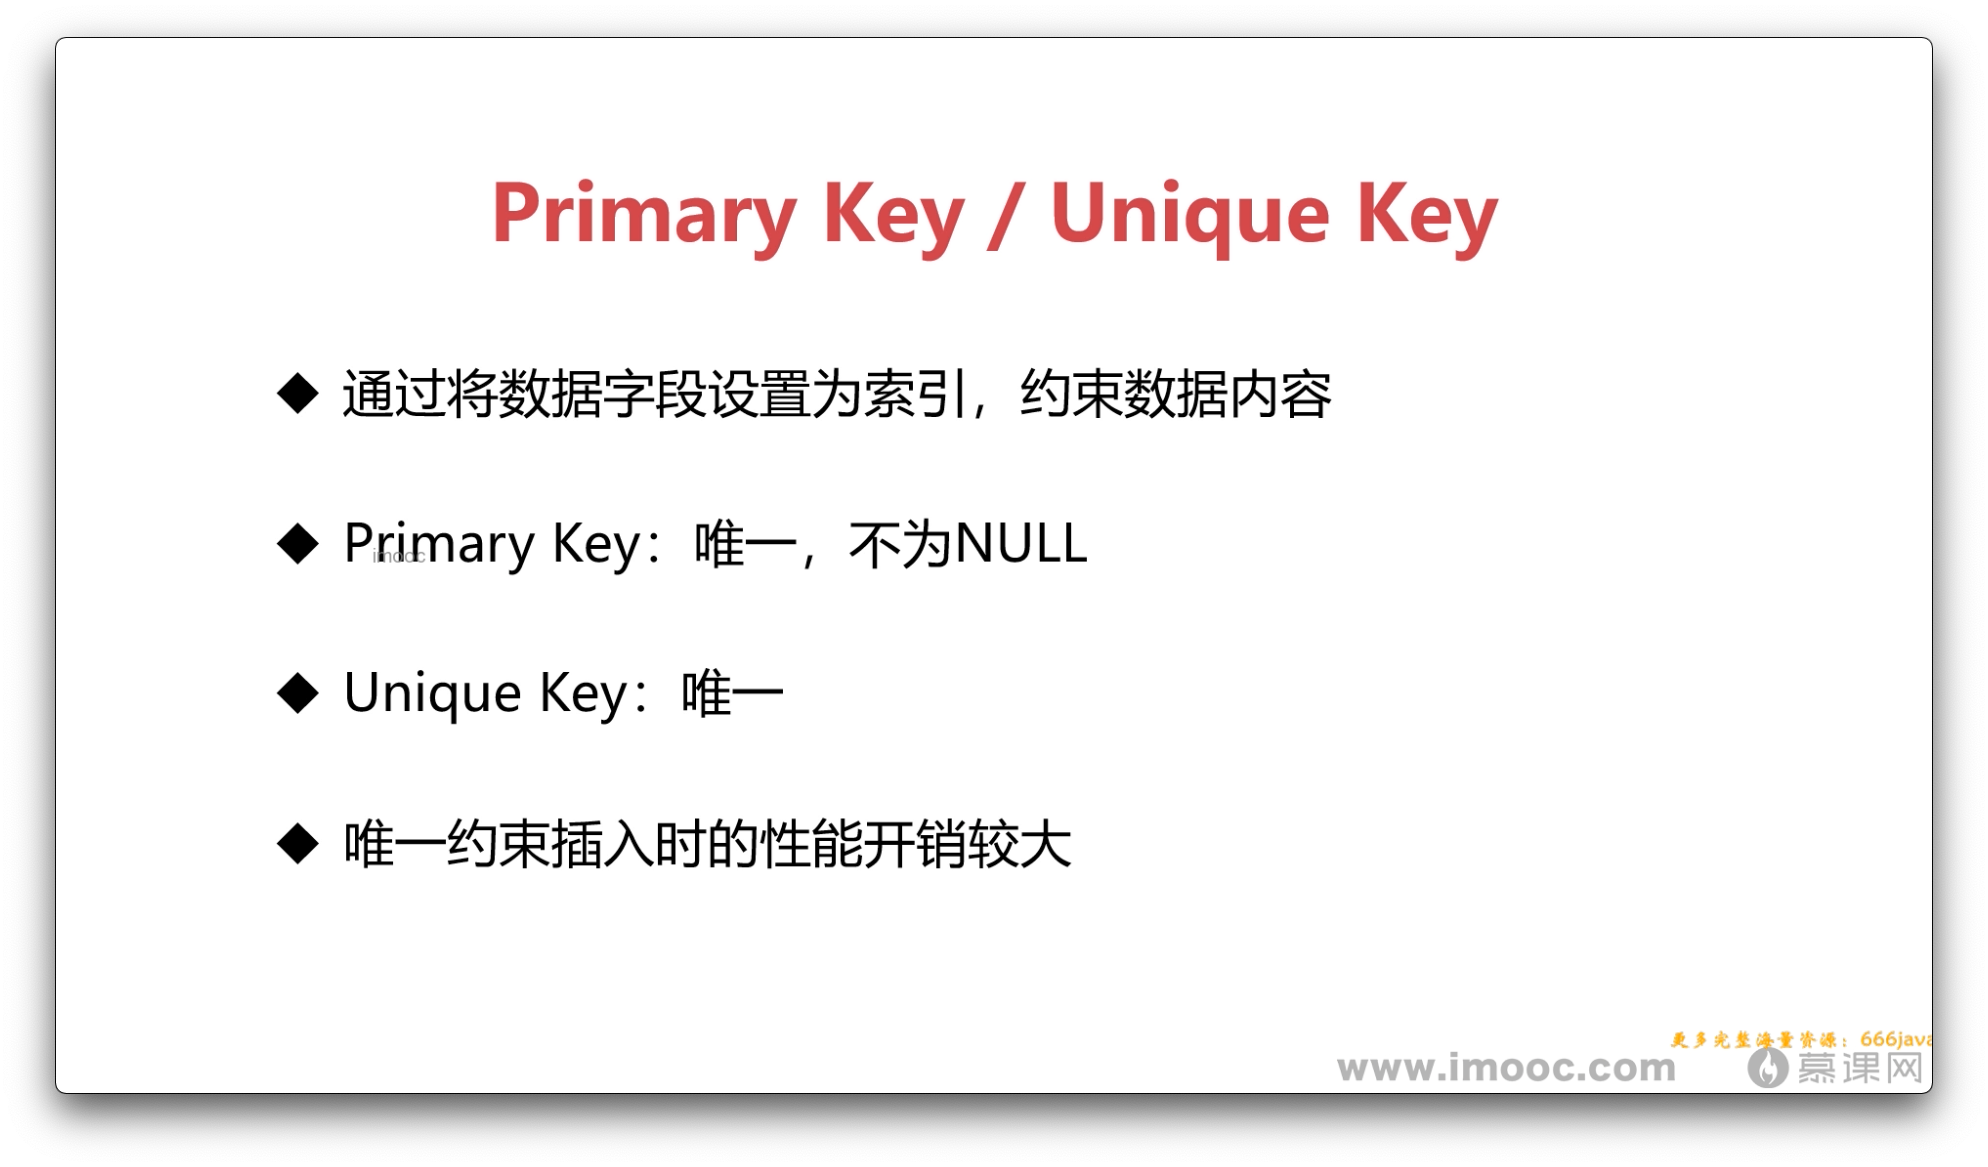 Primary Key / Unique Key
◆ 通过将数据字段设置为索引，约束数据内容
◆ Primary Key：唯一，不为NULL
imooc
◆ Unique Key：唯一
◆ 唯一约束插入时的性能开销较大
更多完整海量资源：666java
www.imooc.com 慕课网